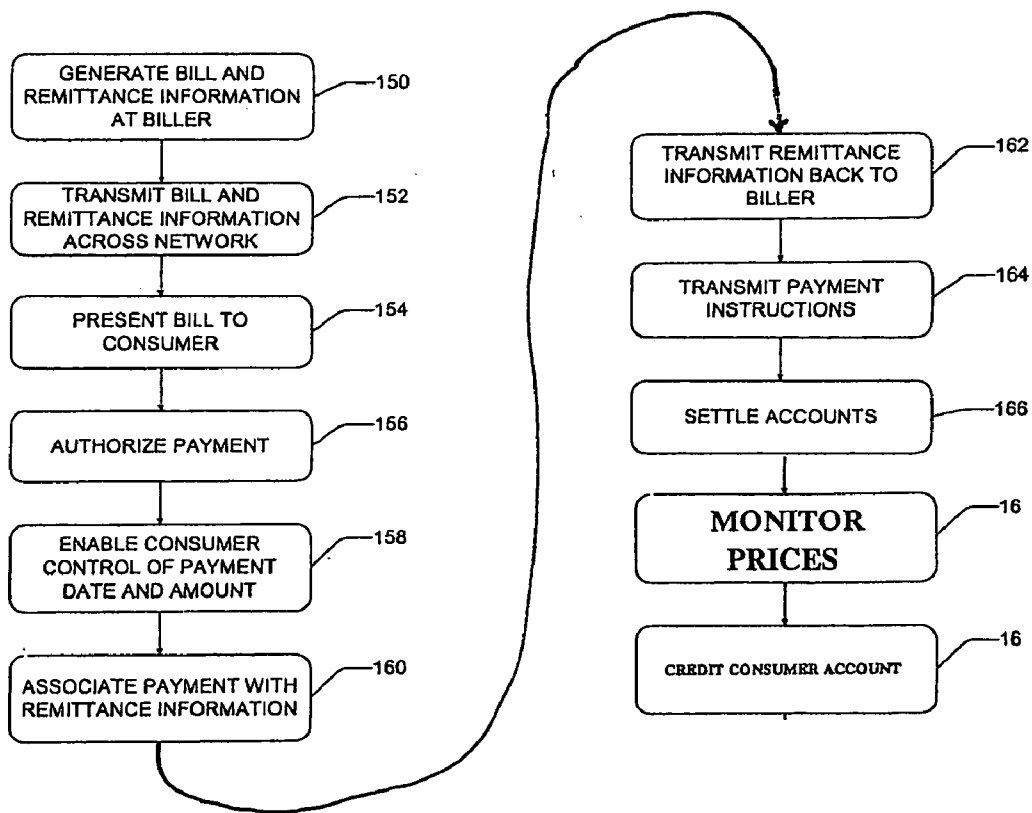 GENERATE BILL AND
REMITTANCE INFORMATION
AT BILLER
150
TRANSMIT BILL AND
REMITTANCE INFORMATION
ACROSS NETWORK
152
PRESENT BILL TO
CONSUMER
154
AUTHORIZE PAYMENT
166
ENABLE CONSUMER
CONTROL OF PAYMENT
DATE AND AMOUNT
158
ASSOCIATE PAYMENT WITH
REMITTANCE INFORMATION
160
TRANSMIT REMITTANCE
INFORMATION BACK TO
BILLER
162
TRANSMIT PAYMENT
INSTRUCTIONS
164
SETTLE ACCOUNTS
166
MONITOR
PRICES
16
CREDIT CONSUMER ACCOUNT
16